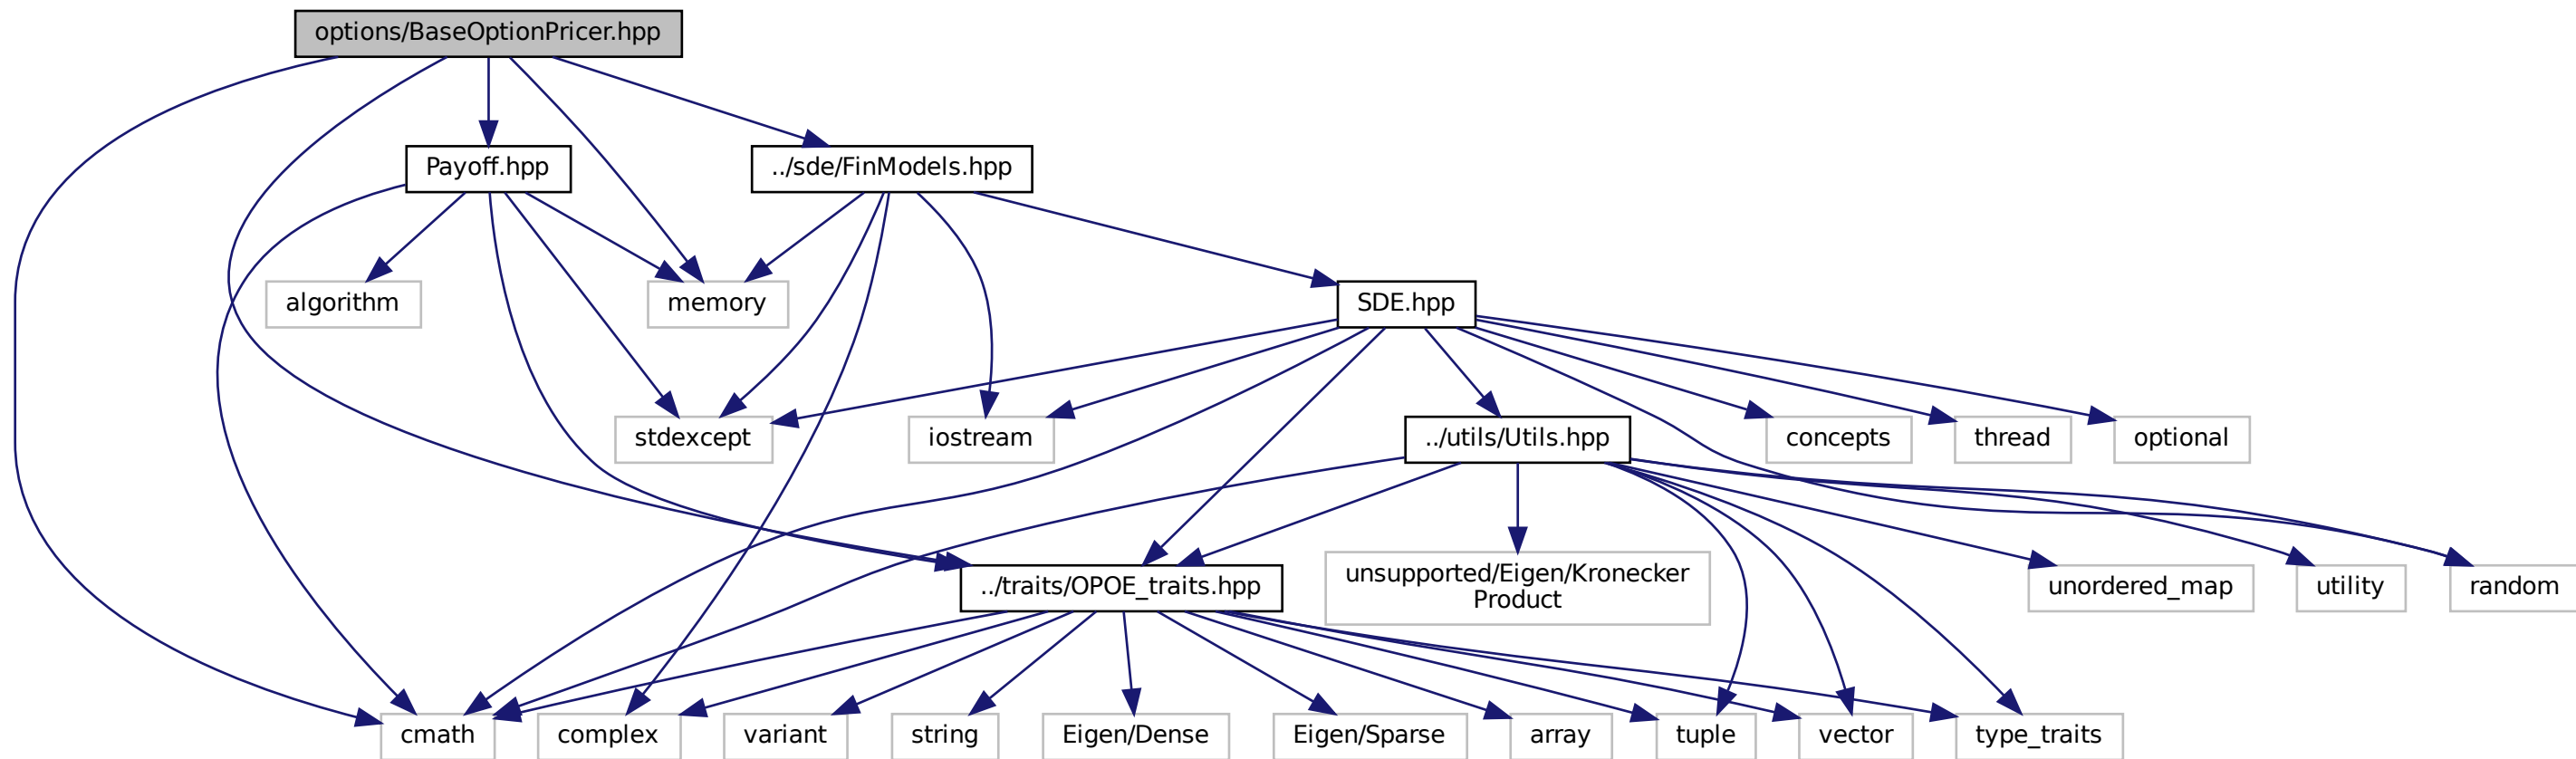 options/BaseOptionPricer.hpp
Payoff.hpp
../sde/FinModels.hpp
algorithm
memory
SDE.hpp
stdexcept
iostream
../utils/Utils.hpp
concepts
thread
optional
../traits/OPOE_traits.hpp
unsupported/Eigen/Kronecker
Product
unordered_map
utility
random
cmath
complex
variant
string
Eigen/Dense
Eigen/Sparse
array
tuple
vector
type_traits